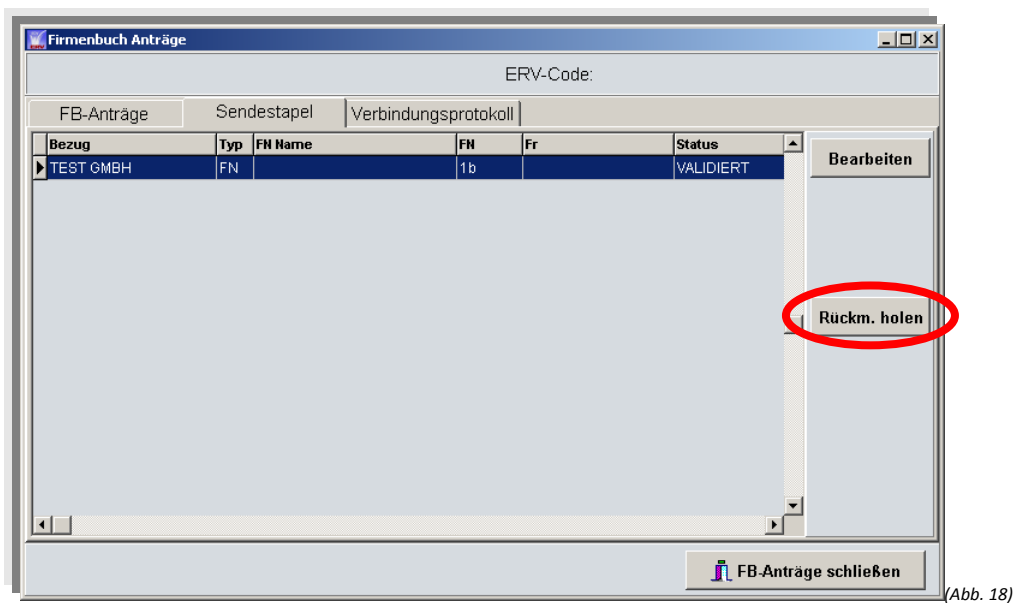 Firmenbuch Anträge
ERV-Code:
FB-Anträge Sendestapel Verbindungsprotokoll
Bezug Typ FN Name FN Fr Status
TEST GMBH FN 1b VALIDIERT
Bearbeiten
Rückm. holen
FB-Anträge schließen
(Abb. 18)